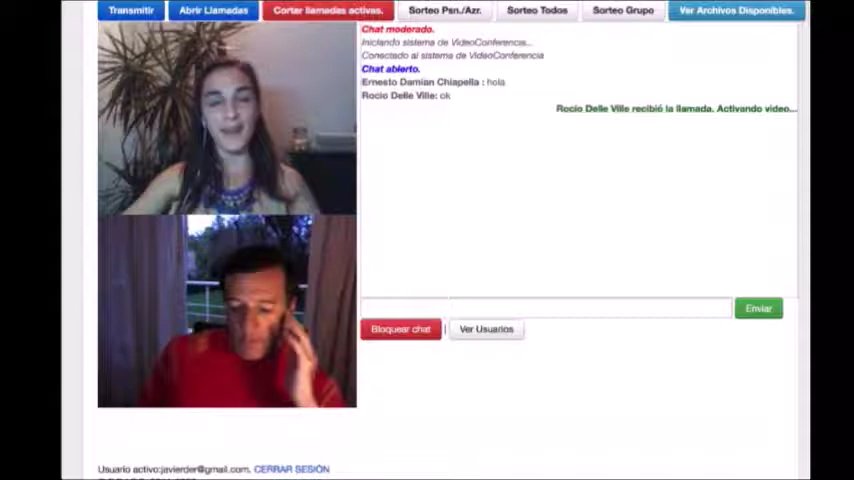 Transmitir Abrir Llamadas Cortar llamadas activas. Sorteo Psn./Azr. Sorteo Todos Sorteo Grupo Ver Archivos Disponibles.
Chat moderado.
Iniciando sistema de VideoConferencia...
Conectado al sistema de VideoConferencia
Chat abierto.
Ernesto Damian Chiapella : hola
Rocio Delle Ville: ok
Rocio Delle Ville recibió la llamada. Activando video...
Enviar
Bloquear chat | Ver Usuarios
Usuario activo:javierder@gmail.com. CERRAR SESIÓN